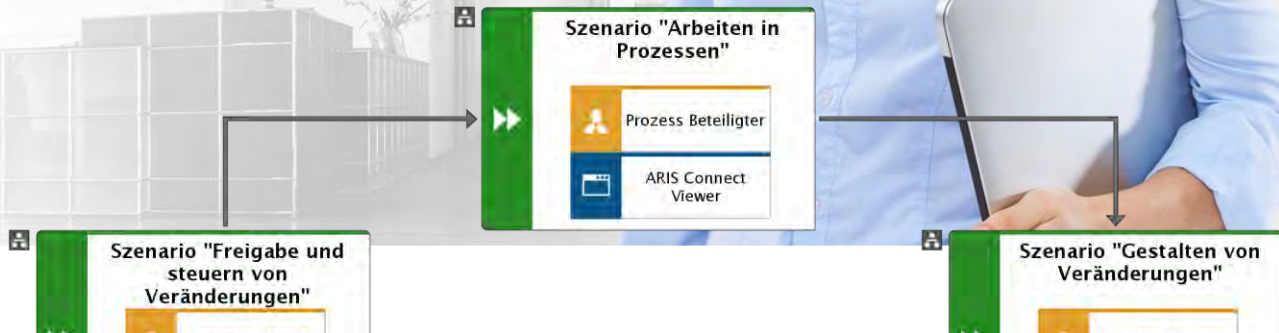 Szenario "Arbeiten in
Prozessen"
Prozess Beteiligter
ARIS Connect
Viewer
Szenario "Freigabe und
steuern von
Veränderungen"
Szenario "Gestalten von
Veränderungen"